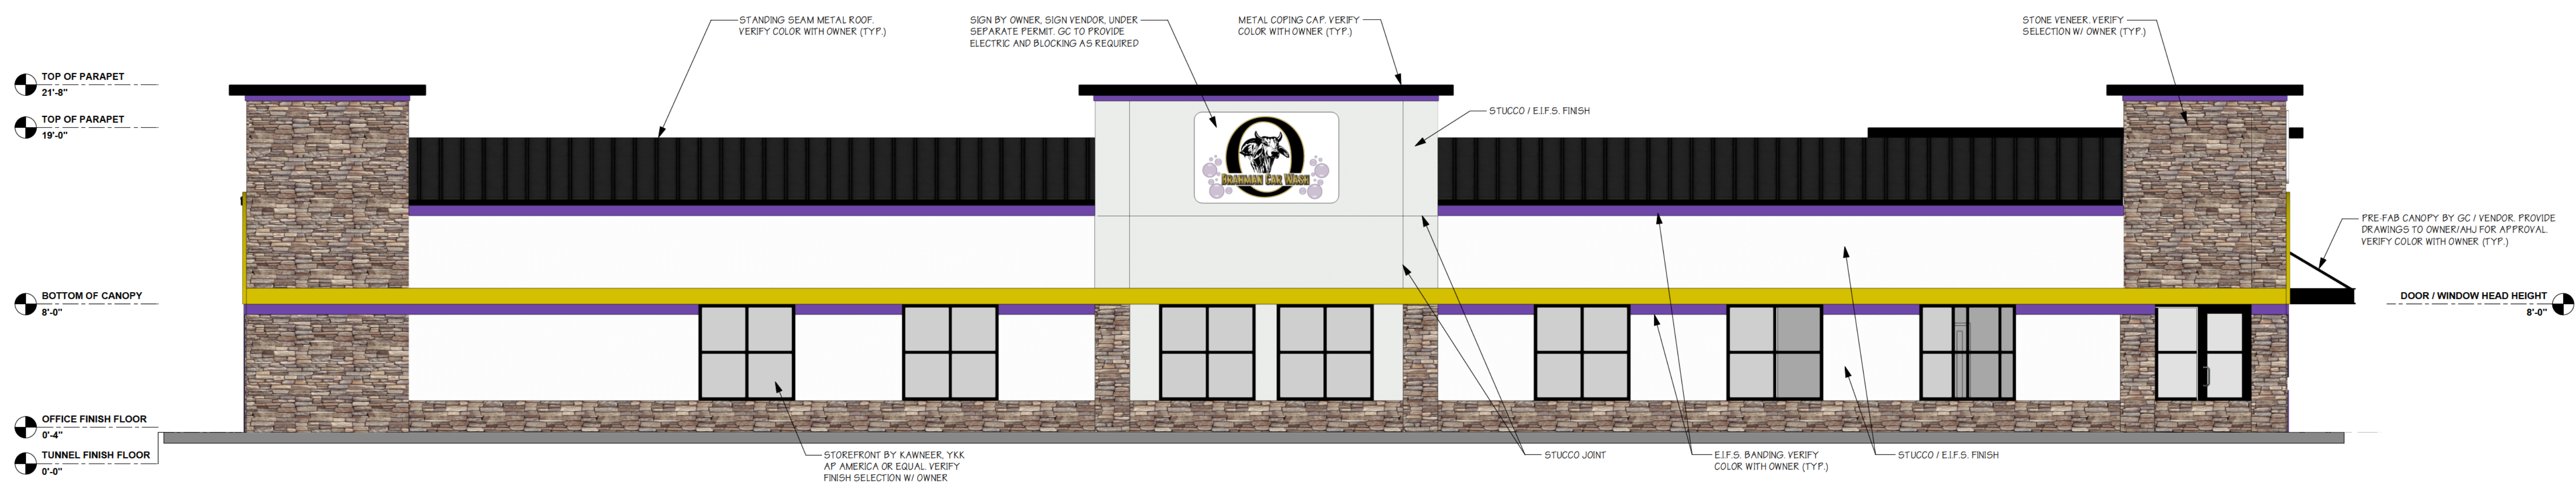 STANDING SEAM METAL ROOF.
VERIFY COLOR WITH OWNER (TYP.)
SIGN BY OWNER, SIGN VENDOR, UNDER
SEPARATE PERMIT. GC TO PROVIDE
ELECTRIC AND BLOCKING AS REQUIRED
METAL COPING CAP. VERIFY
COLOR WITH OWNER (TYP.)
STONE VENEER. VERIFY
SELECTION W/ OWNER (TYP.)
TOP OF PARAPET
21'-8"
TOP OF PARAPET
19'-0"
STUCCO / E.I.F.S. FINISH
BRAHMAN CAR WASH
PRE-FAB CANOPY BY GC / VENDOR. PROVIDE
DRAWINGS TO OWNER/AHJ FOR APPROVAL.
VERIFY COLOR WITH OWNER (TYP.)
BOTTOM OF CANOPY
8'-0"
DOOR / WINDOW HEAD HEIGHT
8'-0"
OFFICE FINISH FLOOR
0'-4"
TUNNEL FINISH FLOOR
0'-0"
STOREFRONT BY KAWNEER, YKK
AP AMERICA OR EQUAL. VERIFY
FINISH SELECTION W/ OWNER
STUCCO JOINT
E.I.F.S. BANDING. VERIFY
COLOR WITH OWNER (TYP.)
STUCCO / E.I.F.S. FINISH